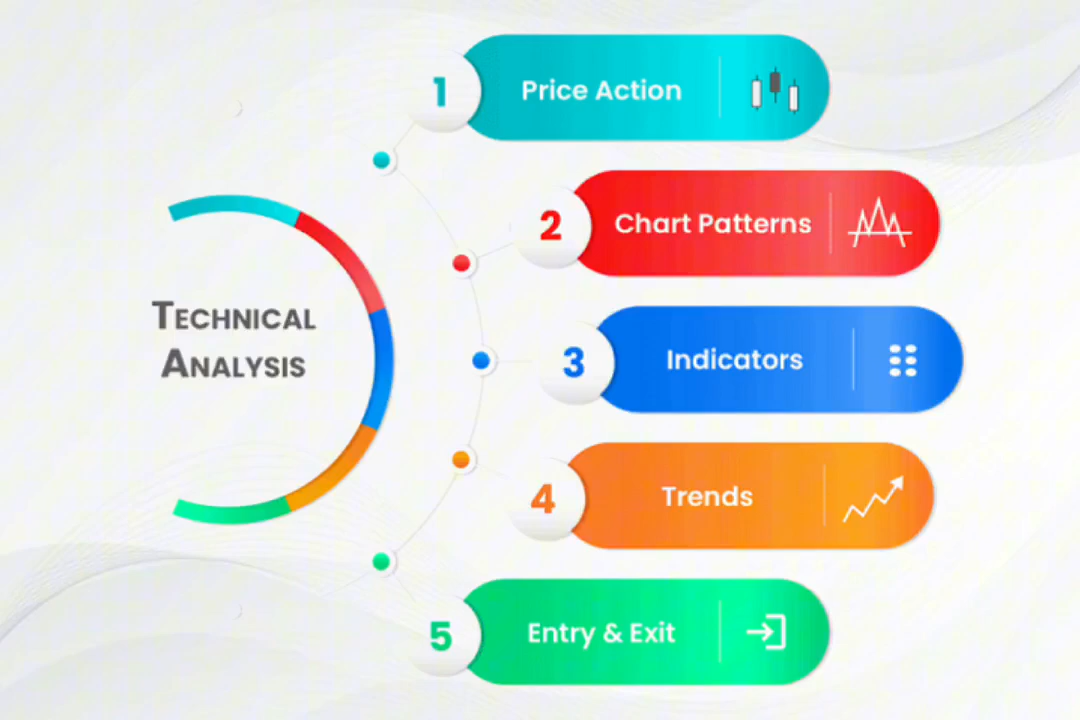 TECHNICAL
ANALYSIS
1
Price Action
2
Chart Patterns
3
Indicators
4
Trends
5
Entry & Exit